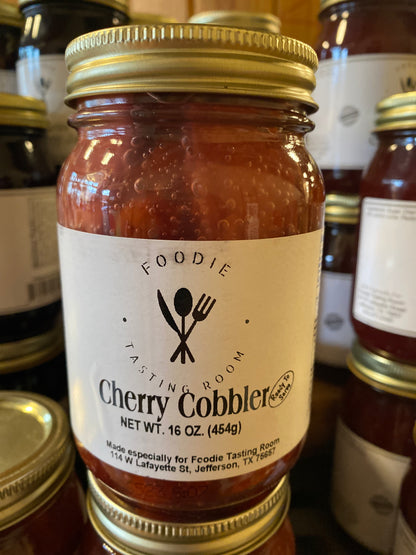 FOODIE
TASTING ROOM
Cherry Cobbler
Ready To
Serve
NET WT. 16 OZ. (454g)
Made especially for Foodie Tasting Room
114 W Lafayette St, Jefferson, TX 75657